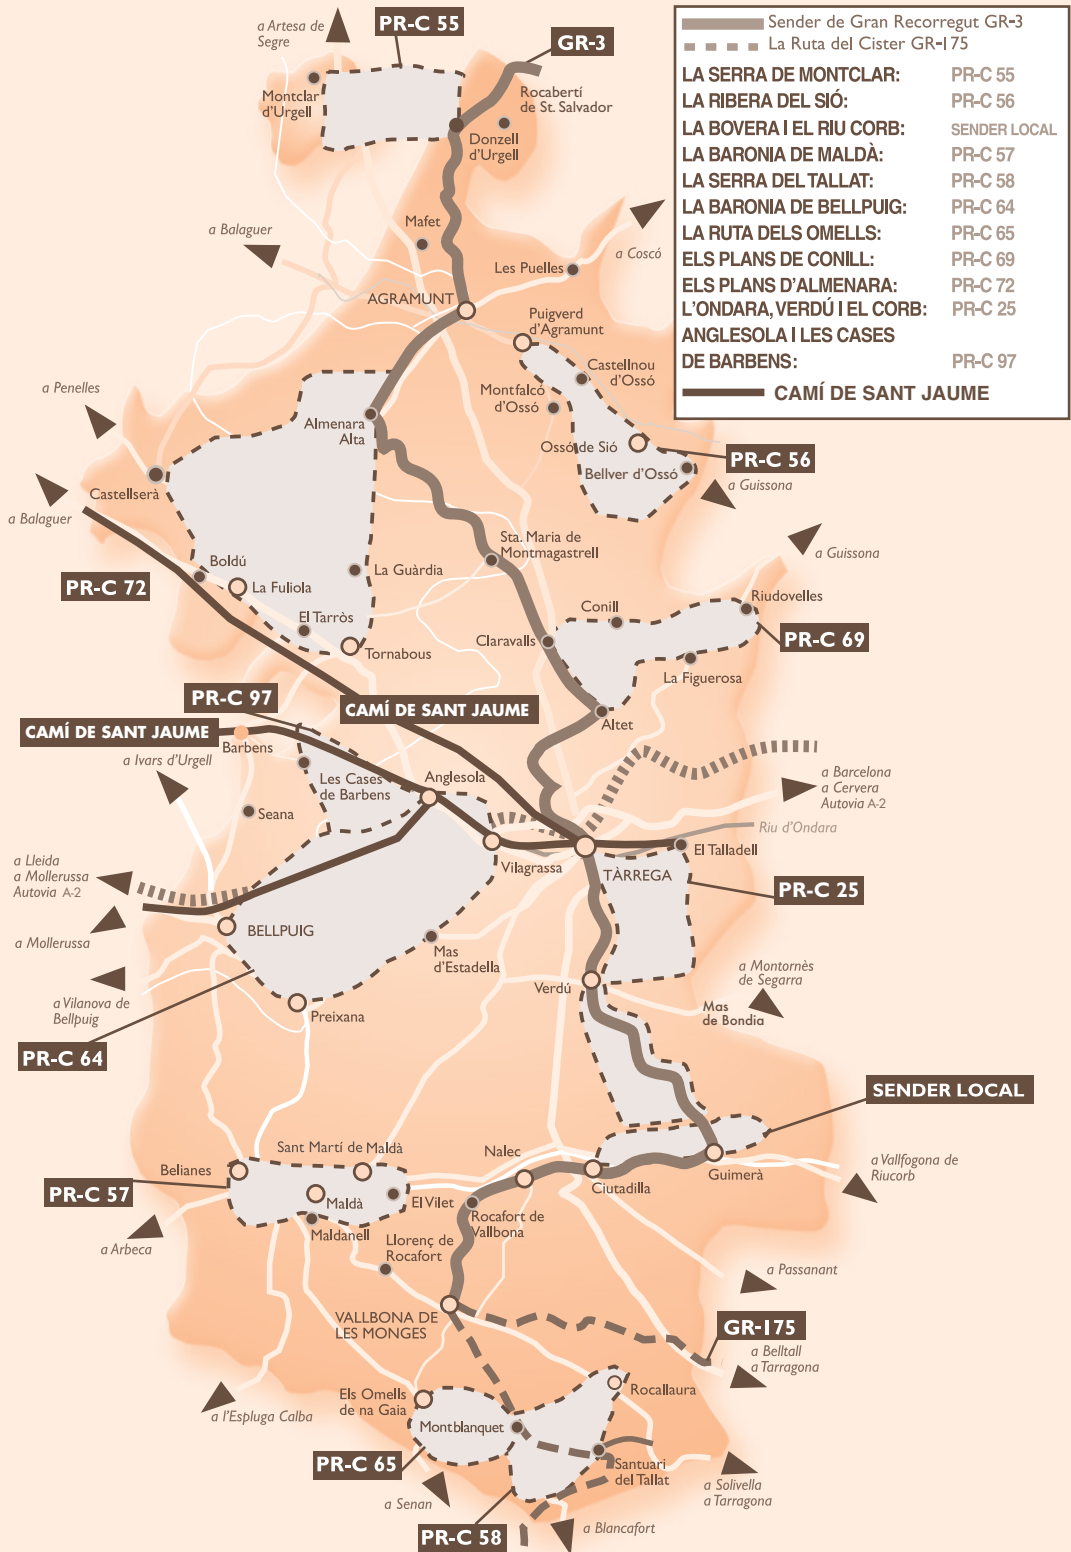 Sender de Gran Recorregut GR-3
La Ruta del Cister GR-175
LA SERRA DE MONTCLAR: PR-C 55
LA RIBERA DEL SIÓ: PR-C 56
LA BOVERA I EL RIU CORB: SENDER LOCAL
LA BARONIA DE MALDÀ: PR-C 57
LA SERRA DEL TALLAT: PR-C 58
LA BARONIA DE BELLPUIG: PR-C 64
LA RUTA DELS OMELLS: PR-C 65
ELS PLANS DE CONILL: PR-C 69
ELS PLANS D'ALMENARA: PR-C 72
L'ONDARA, VERDÚ I EL CORB: PR-C 25
ANGLESOLA I LES CASES
DE BARBENS: PR-C 97
CAMÍ DE SANT JAUME
a Artesa de
Segre
PR-C 55
GR-3
Montclar
d'Urgell
Rocabertí
de St. Salvador
Donzell
d'Urgell
Mafet
a Balaguer
a Coscó
Les Puelles
AGRAMUNT
Puigverd
d'Agramunt
Castellnou
d'Ossó
Montfalcó
d'Ossó
a Penelles
Almenara
Alta
Ossó de Sió
PR-C 56
Bellver d'Ossó
a Guissona
Castellserà
a Balaguer
Sta. Maria de
Montmagastrell
a Guissona
Boldú
La Guàrdia
PR-C 72
La Fuliola
Conill
Riudovelles
El Tarròs
Claravalls
PR-C 69
Tornabous
La Figuerosa
PR-C 97
CAMÍ DE SANT JAUME
Altet
CAMÍ DE SANT JAUME
Barbens
a Ivars d'Urgell
Les Cases
de Barbens
Anglesola
a Barcelona
a Cervera
Autovia A-2
Seana
Riu d'Ondara
El Talladell
a Lleida
a Mollerussa
Autovia A-2
Vilagrassa
TÀRREGA
PR-C 25
BELLPUIG
a Mollerussa
Mas
d'Estadella
a Montornès
de Segarra
Verdú
a Vilanova de
Bellpuig
Preixana
Mas
de Bondia
PR-C 64
SENDER LOCAL
Sant Martí de Maldà
Nalec
Belianes
Guimerà
a Vallfogona de
Riucorb
Ciutadilla
PR-C 57
Maldà
El Vilet
Maldanell
Rocafort de
Vallbona
a Arbeca
Llorenç de
Rocafort
a Passanant
VALLBONA DE
LES MONGES
GR-175
a Belltall
a Tarragona
Els Omells
de na Gaia
Rocallaura
a l'Espluga Calba
Montblanquet
PR-C 65
Santuari
del Tallat
a Solivella
a Tarragona
a Senan
PR-C 58
a Blancafort